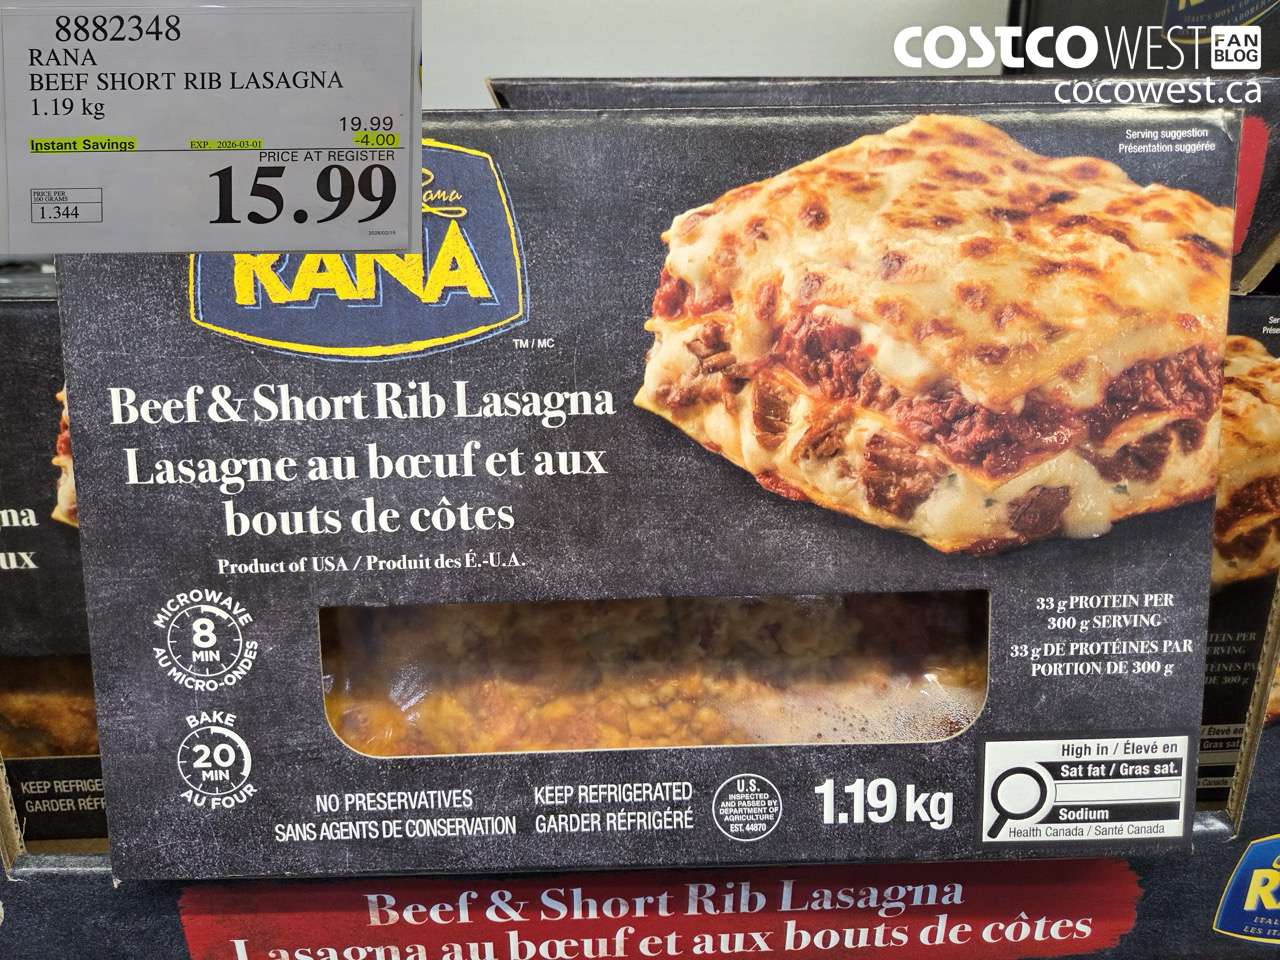 8882348
RANA
BEEF SHORT RIB LASAGNA
1.19 kg
19.99
Instant Savings EXP. 2026-03-01 -4.00
PRICE AT REGISTER
15.99
PRICE PER
100 GRAMS
1.344
COSTCO WEST FAN BLOG
cocowest.ca
Serving suggestion
Présentation suggérée
Rana
RANA
TM / MC
Beef & Short Rib Lasagna
Lasagne au bœuf et aux
bouts de côtes
Product of USA / Produit des É.-U.A.
MICROWAVE
8
MIN
AU MICRO-ONDES
BAKE
20
MIN
AU FOUR
33 g PROTEIN PER
300 g SERVING
33 g DE PROTÉINES PAR
PORTION DE 300 g
NO PRESERVATIVES
SANS AGENTS DE CONSERVATION
KEEP REFRIGERATED
GARDER RÉFRIGÉRÉ
U.S.
INSPECTED
AND PASSED BY
DEPARTMENT OF
AGRICULTURE
EST. 44870
1.19 kg
High in / Élevé en
Sat fat / Gras sat.
Sodium
Health Canada / Santé Canada
Beef & Short Rib Lasagna
Lasagna au bœuf et aux bouts de côtes